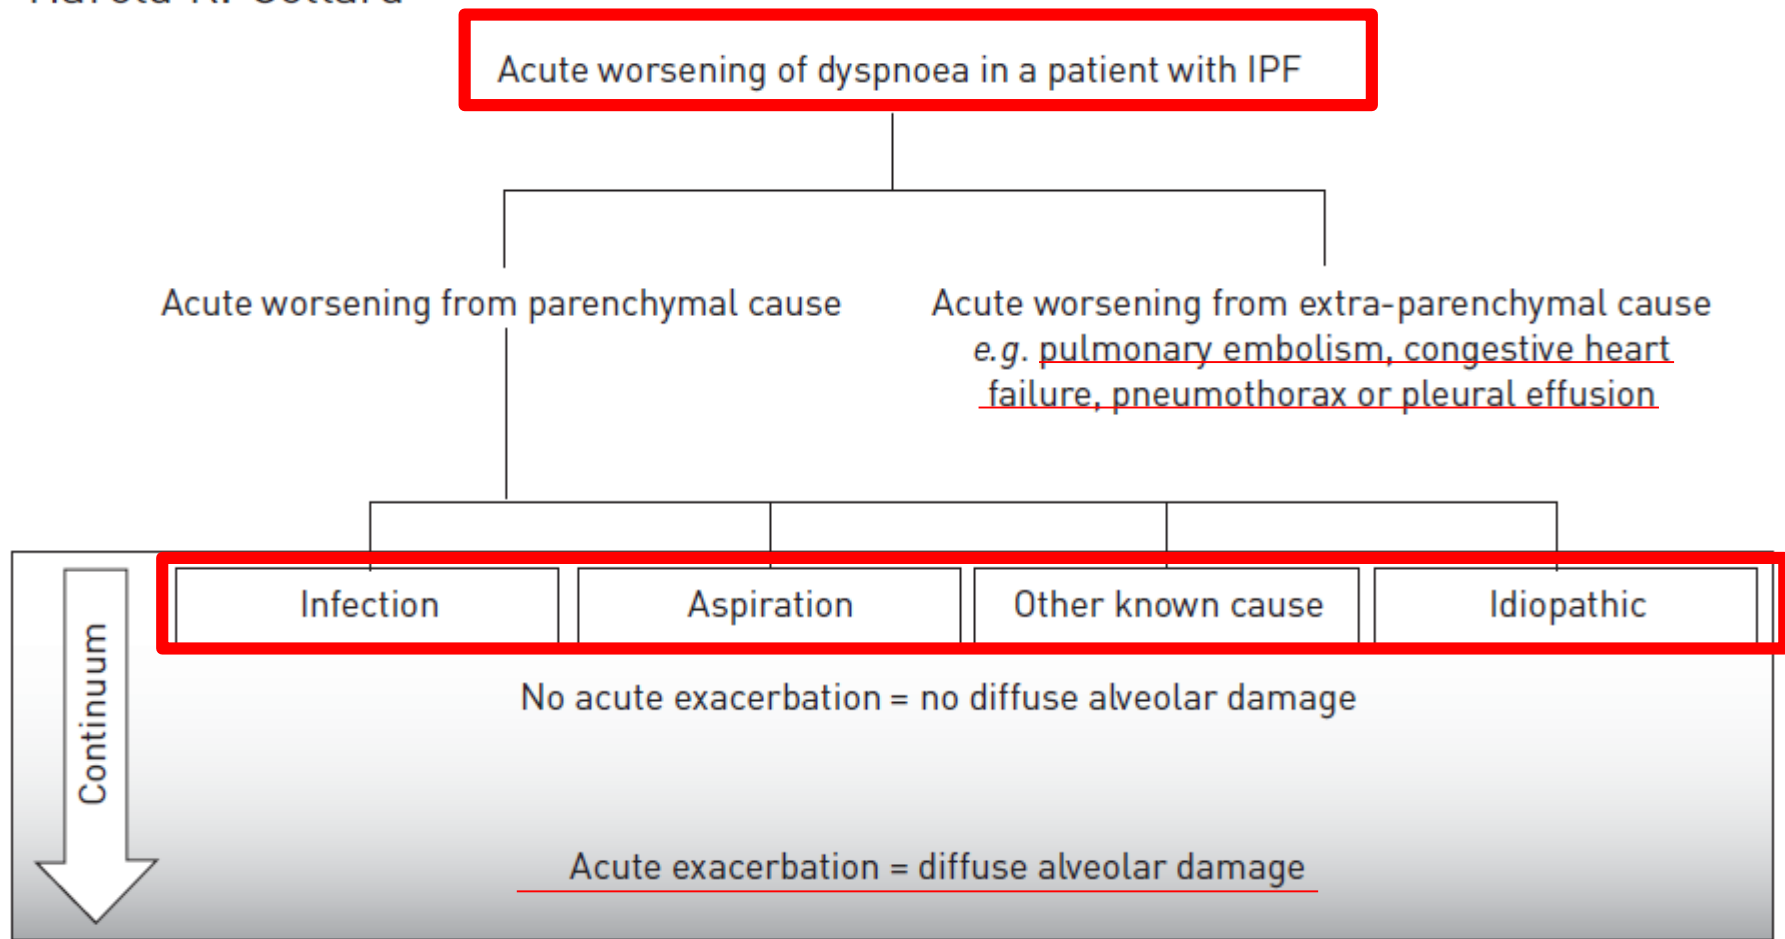 Acute worsening of dyspnoea in a patient with IPF
Acute worsening from parenchymal cause
Acute worsening from extra-parenchymal cause
e.g. pulmonary embolism, congestive heart
failure, pneumothorax or pleural effusion
Infection
Aspiration
Other known cause
Idiopathic
Continuum
No acute exacerbation = no diffuse alveolar damage
Acute exacerbation = diffuse alveolar damage